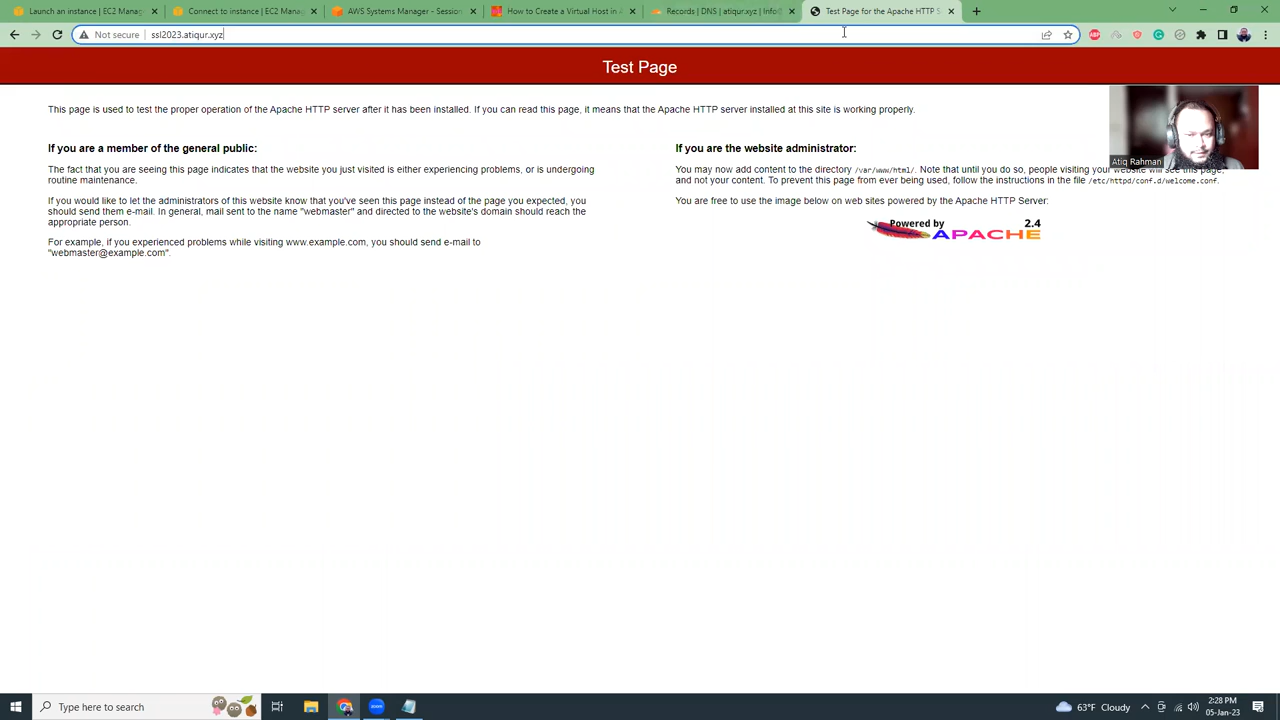 Launch an instance | EC2 Manag
Connect to instance | EC2 Manag
AWS Systems Manager - Session
How to Create a Virtual Host in A
Records | DNS | atiqur.xyz | Info@
Test Page for the Apache HTTP S
Not secure
ssl2023.atiqur.xyz
Test Page
This page is used to test the proper operation of the Apache HTTP server after it has been installed. If you can read this page, it means that the Apache HTTP server installed at this site is working properly.
If you are a member of the general public:
The fact that you are seeing this page indicates that the website you just visited is either experiencing problems, or is undergoing
routine maintenance.
If you would like to let the administrators of this website know that you've seen this page instead of the page you expected, you
should send them e-mail. In general, mail sent to the name "webmaster" and directed to the website's domain should reach the
appropriate person.
For example, if you experienced problems while visiting www.example.com, you should send e-mail to
"webmaster@example.com".
If you are the website administrator:
You may now add content to the directory /var/www/html/. Note that until you do so, people visiting your website will see this page,
and not your content. To prevent this page from ever being used, follow the instructions in the file /etc/httpd/conf.d/welcome.conf.
You are free to use the image below on web sites powered by the Apache HTTP Server:
Powered by 2.4
APACHE
Atiq Rahman
Type here to search
63°F Cloudy
2:28 PM
05-Jan-23